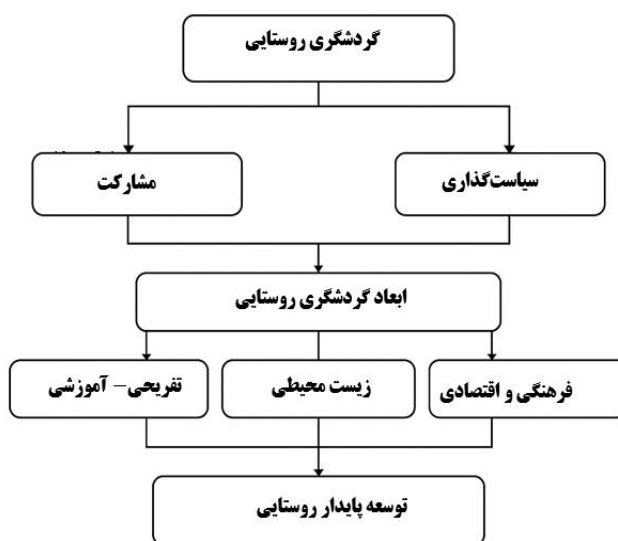 گردشگری روستایی
سیاست‌گذاری
مشارکت
ابعاد گردشگری روستایی
فرهنگی و اقتصادی
زیست محیطی
تفریحی– آموزشی
توسعه پایدار روستایی